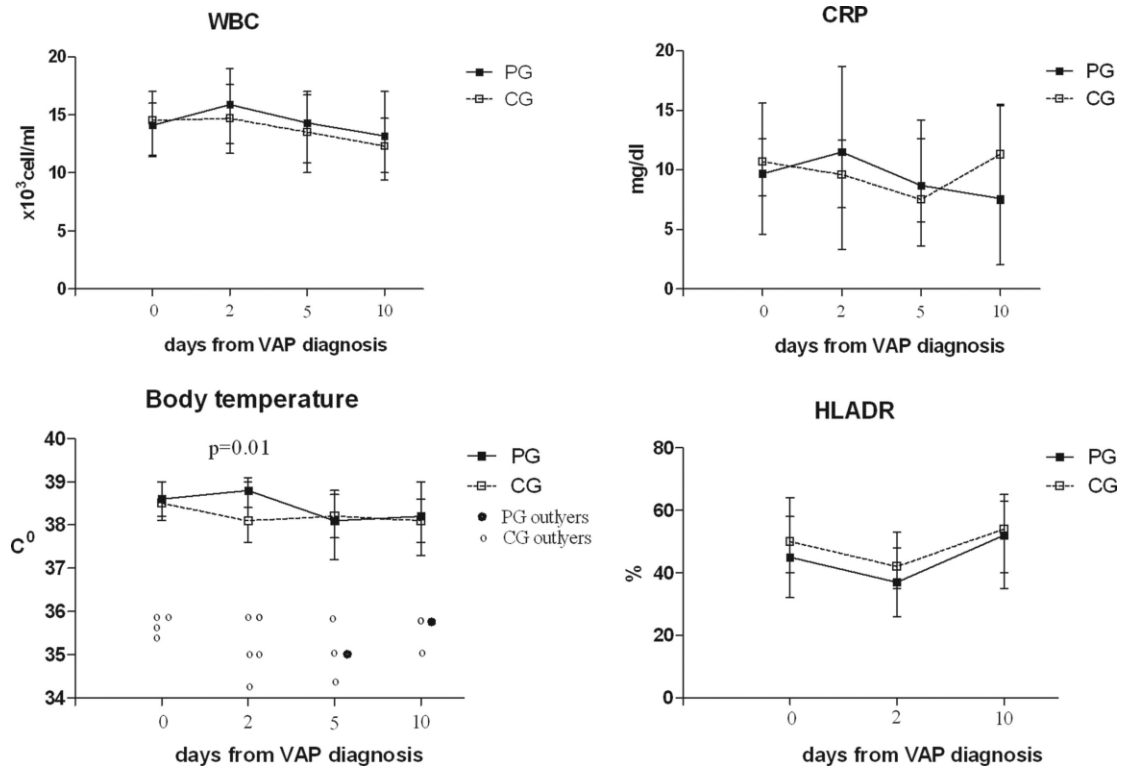 WBC
20
15
10
5
0
x10³cell/ml
PG
CG
0 2 5 10
days from VAP diagnosis
CRP
20
15
10
5
0
mg/dl
PG
CG
0 2 5 10
days from VAP diagnosis
Body temperature
p=0.01
40
39
38
37
36
35
34
C⁰
PG
CG
PG outlyers
CG outlyers
0 2 5 10
days from VAP diagnosis
HLADR
80
60
40
20
0
%
PG
CG
0 2 10
days from VAP diagnosis